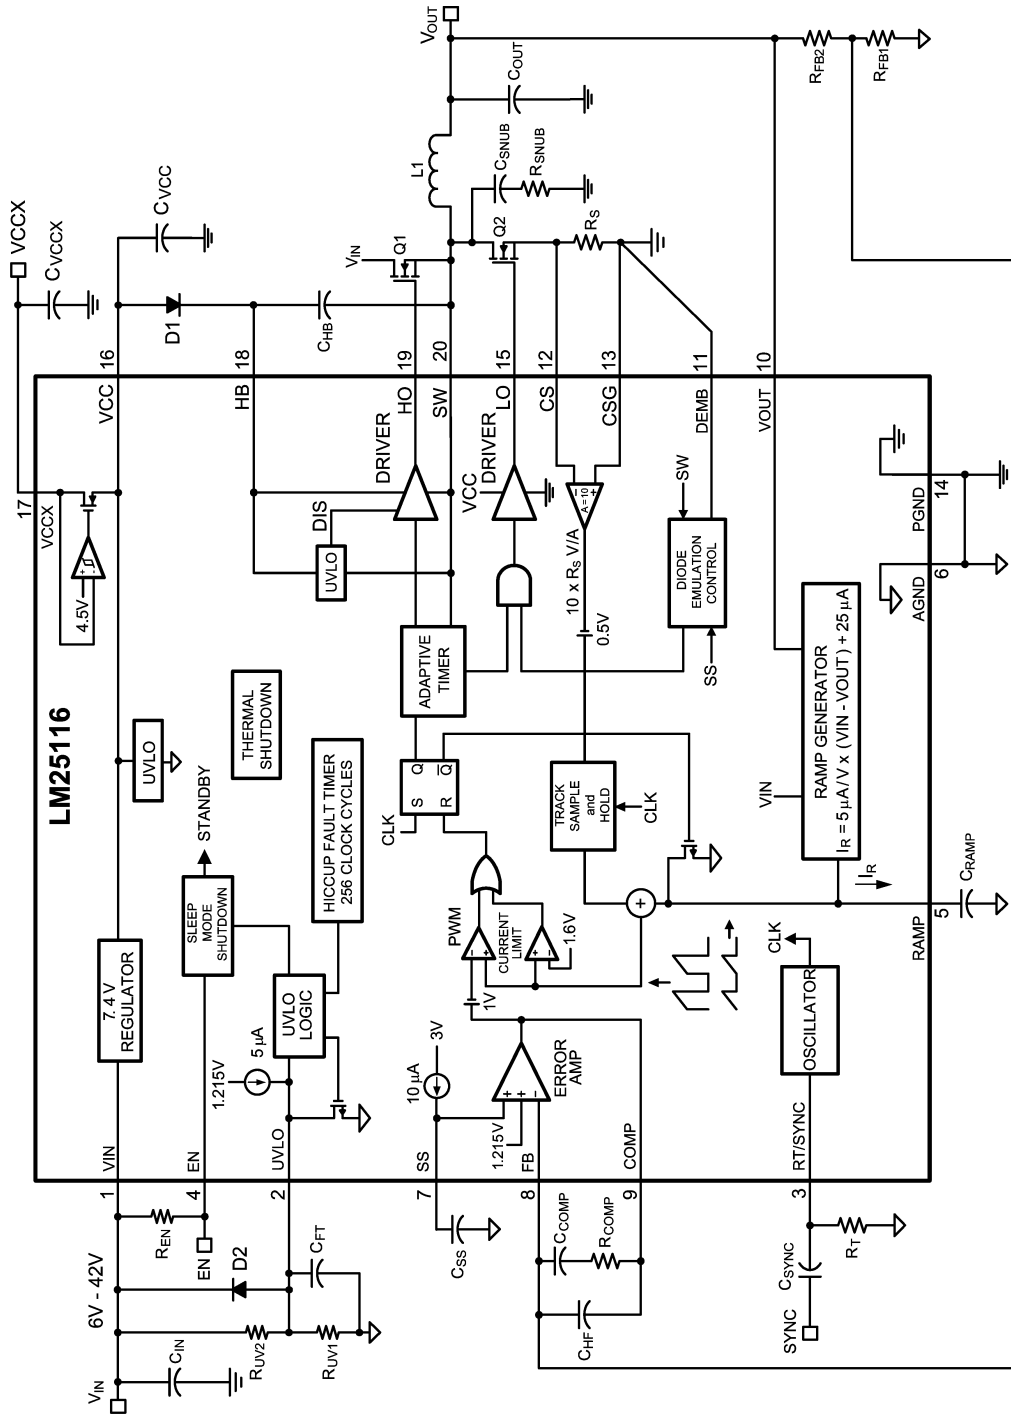 LM25116
VIN
6V - 42V
CIN
RUV2
RUV1
D2
CFT
REN
EN
1
VIN
4
EN
2
UVLO
7.4 V
REGULATOR
SLEEP
MODE
SHUTDOWN
STANDBY
1.215V
5 µA
UVLO
LOGIC
HICCUP FAULT TIMER
256 CLOCK CYCLES
THERMAL
SHUTDOWN
UVLO
4.5V
+
-
17
VCCX
VCCX
CVCCX
VCC
16
CVCC
D1
HB
18
CHB
UVLO
DIS
DRIVER
HO
19
VIN
Q1
SW
20
L1
VOUT
COUT
CSNUB
RSNUB
VCC
DRIVER
LO
15
Q2
CS
12
RS
CSG
13
A = 10
-
+
10 x RS V/A
0.5V
DEMB
11
SW
DIODE
EMULATION
CONTROL
SS
ADAPTIVE
TIMER
CLK
S
Q
R
Q
TRACK
SAMPLE
and
HOLD
CLK
PWM
-
+
CURRENT
LIMIT
+
-
1.6V
1V
+
CSS
7
SS
10 µA
3V
1.215V
+
+
-
ERROR
AMP
8
FB
9
COMP
CCOMP
RCOMP
CHF
SYNC
CSYNC
RT
3
RT/SYNC
OSCILLATOR
CLK
VIN
RAMP GENERATOR
IR = 5 µA/V x (VIN - VOUT) + 25 µA
IR
RAMP
5
CRAMP
VOUT
10
RFB2
RFB1
AGND
6
PGND
14